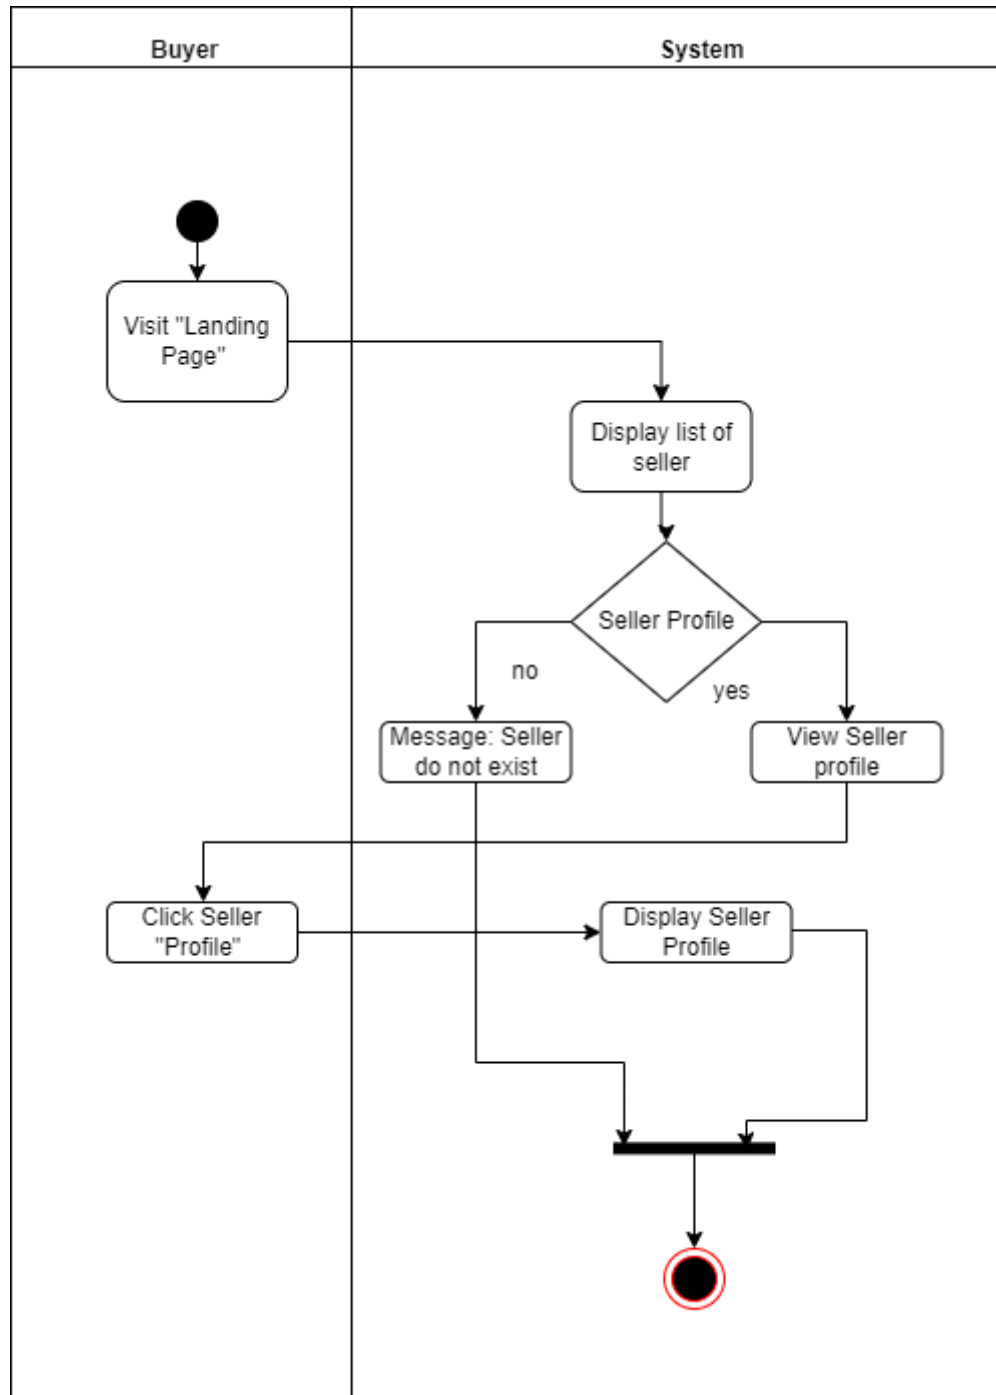 Buyer
System
Visit "Landing
Page"
Display list of
seller
Seller Profile
no
yes
Message: Seller
do not exist
View Seller
profile
Click Seller
"Profile"
Display Seller
Profile